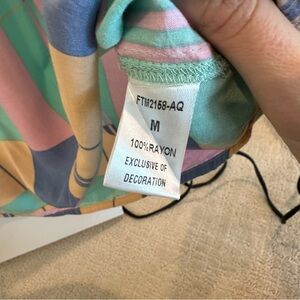 FTM2158-AQ
M
100%RAYON
EXCLUSIVE OF
DECORATION